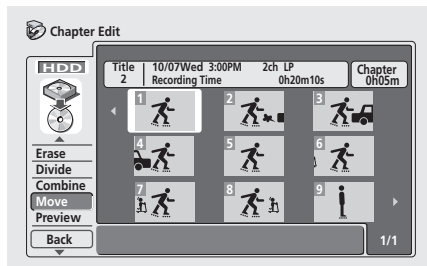 Chapter Edit
HDD
Title 2
10/07Wed 3:00PM 2ch LP
Recording Time 0h20m10s
Chapter 0h05m
1 2 3
4 5 6
7 8 9
Erase
Divide
Combine
Move
Preview
Back
1/1